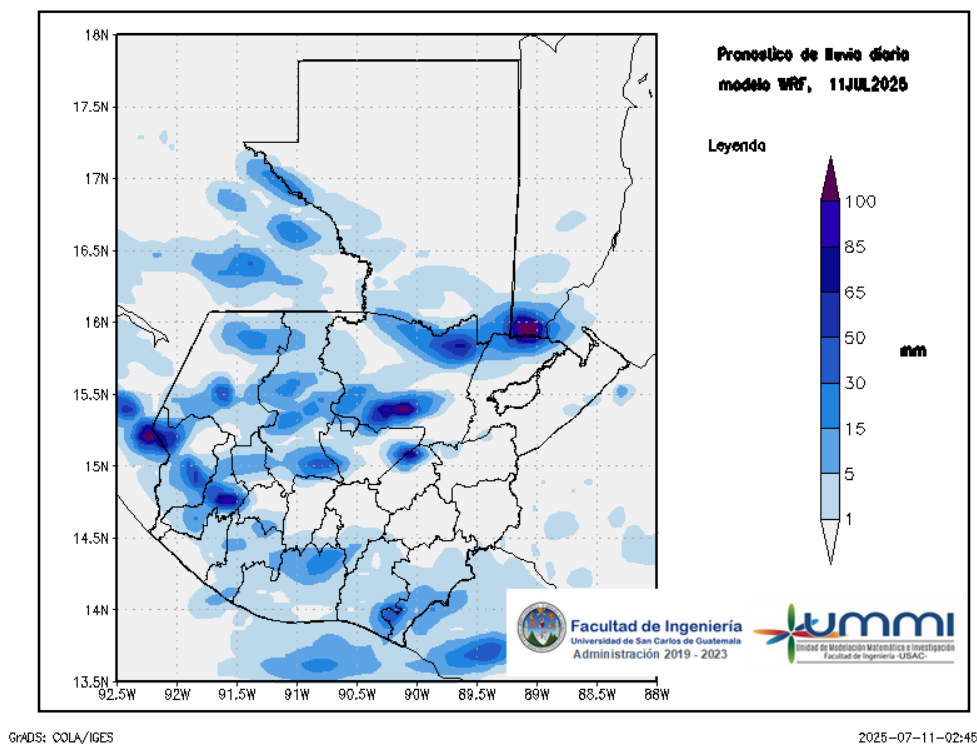 Pronostico de lluvia diaria
modelo WRF, 11JUL2025
Leyenda
100
85
65
50
30
15
5
1
mm
18N
17.5N
17N
16.5N
16N
15.5N
15N
14.5N
14N
13.5N
92.5W
92W
91.5W
91W
90.5W
90W
89.5W
89W
88.5W
88W
Facultad de Ingeniería
Universidad de San Carlos de Guatemala
Administración 2019 - 2023
UMMI
Unidad de Modelación Matemática e Investigación
Facultad de Ingeniería -USAC-
GrADS: COLA/IGES
2025-07-11-02:45